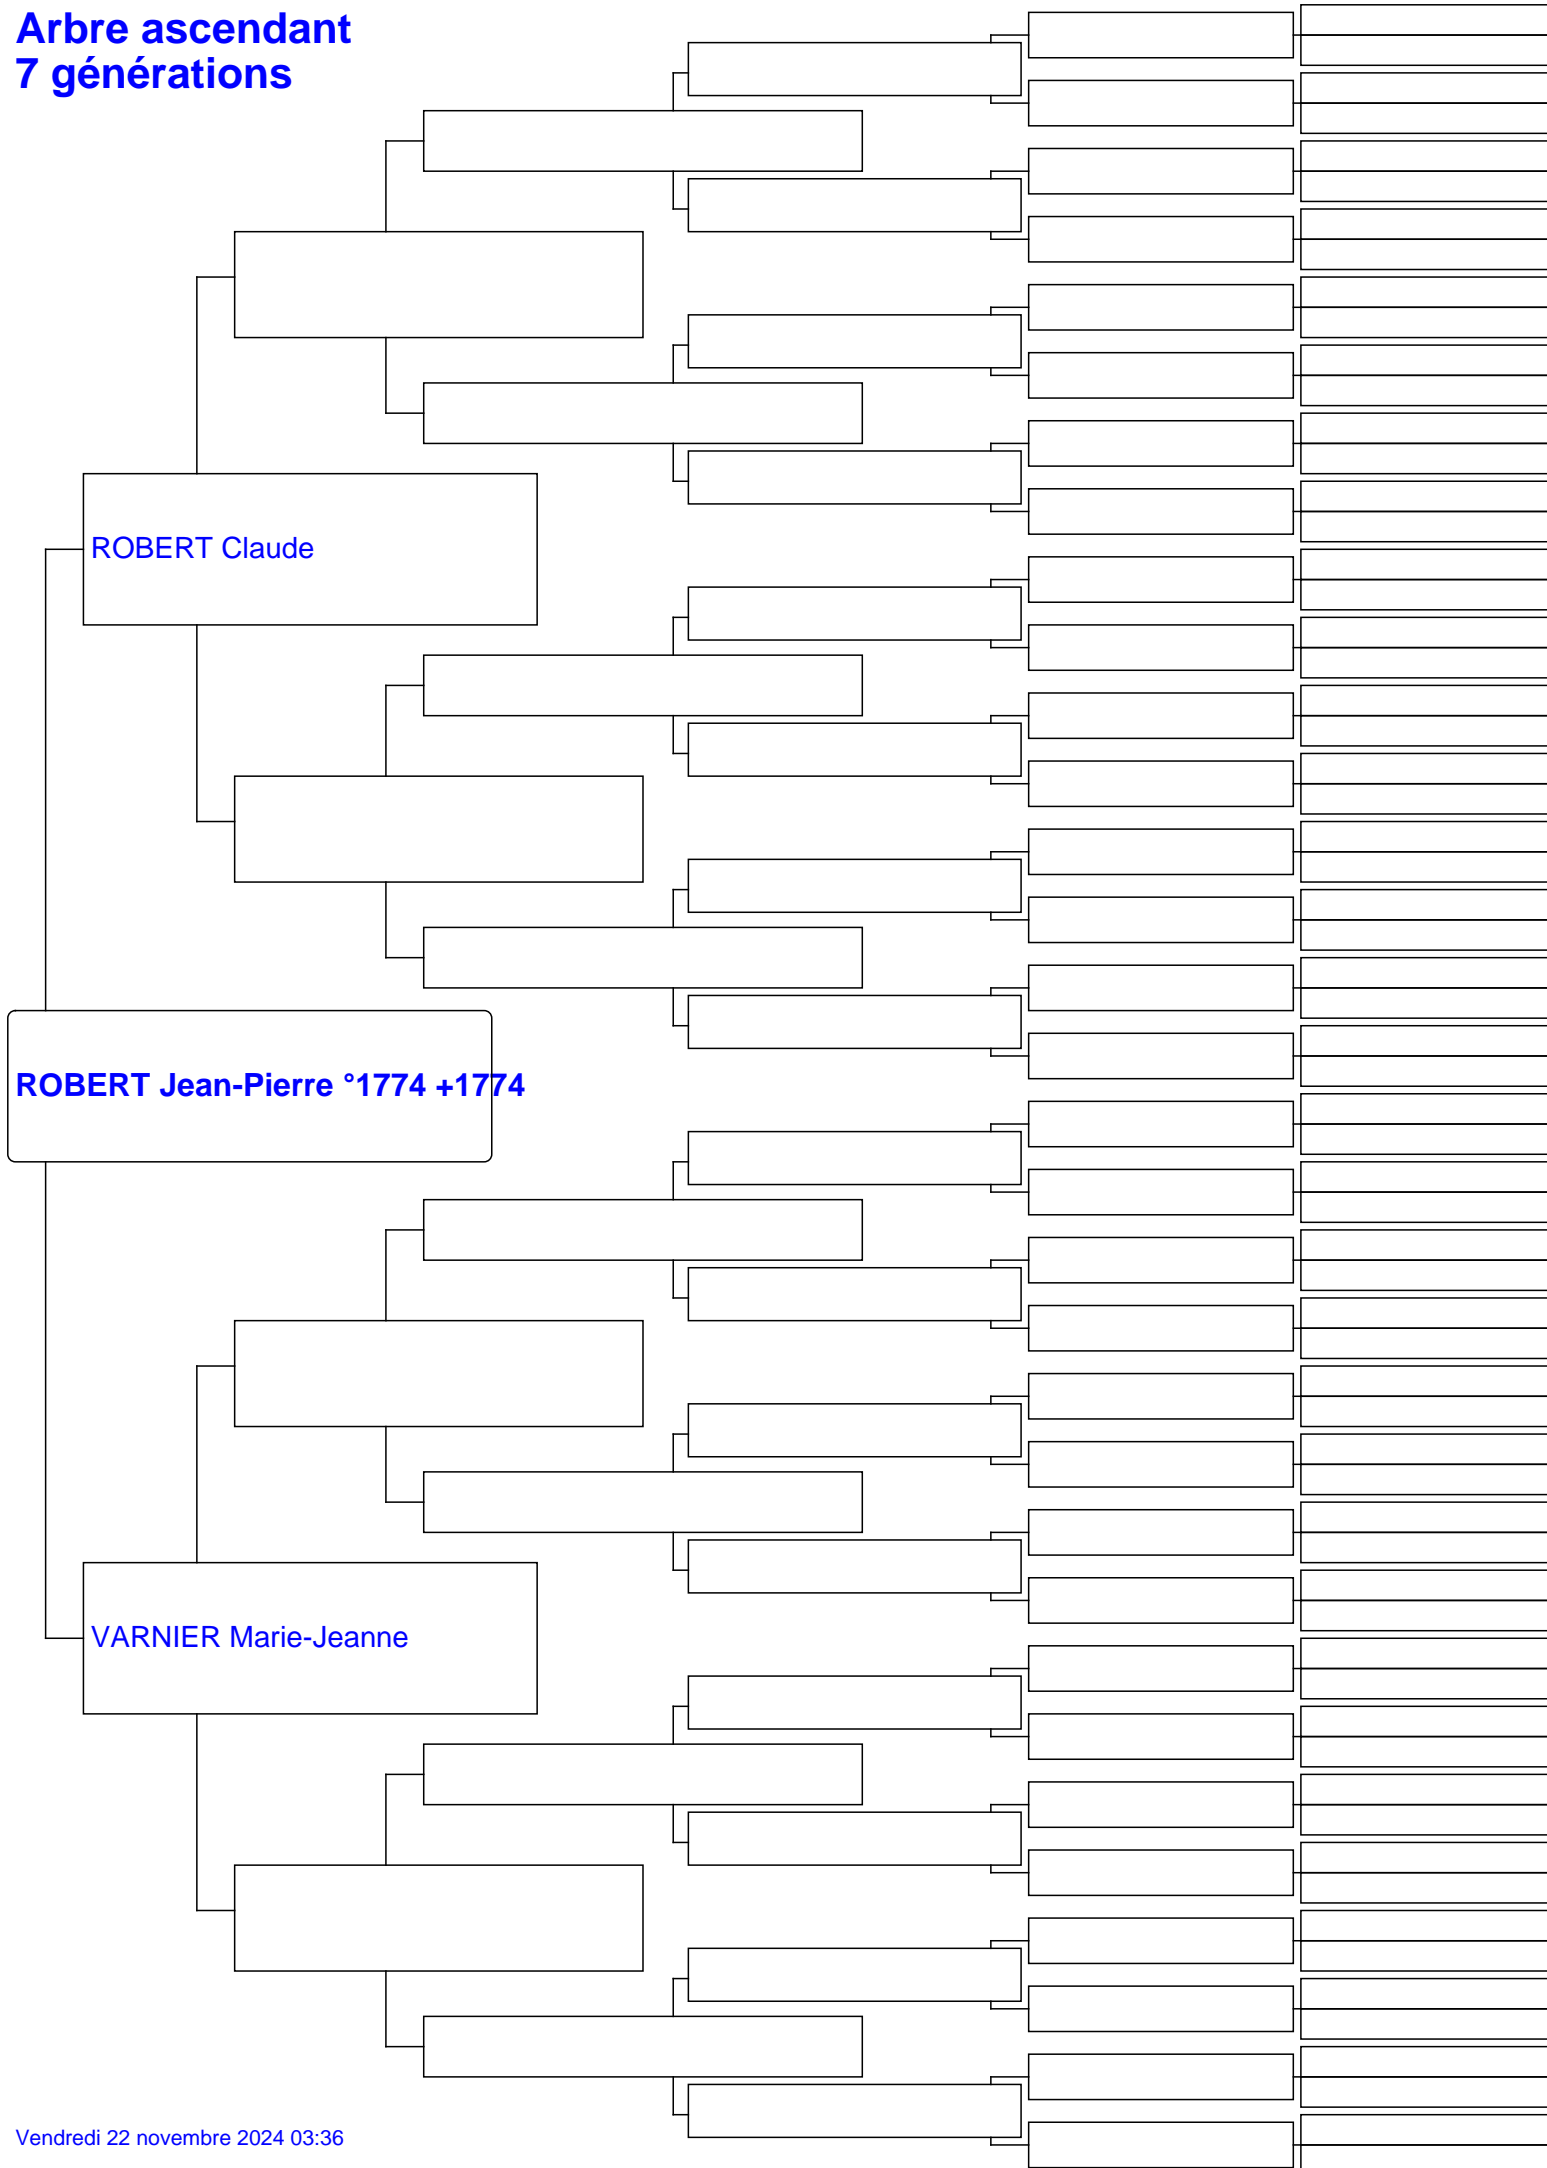 Arbre ascendant
7 générations
ROBERT Claude
ROBERT Jean-Pierre °1774 +1774
VARNIER Marie-Jeanne
Vendredi 22 novembre 2024 03:36